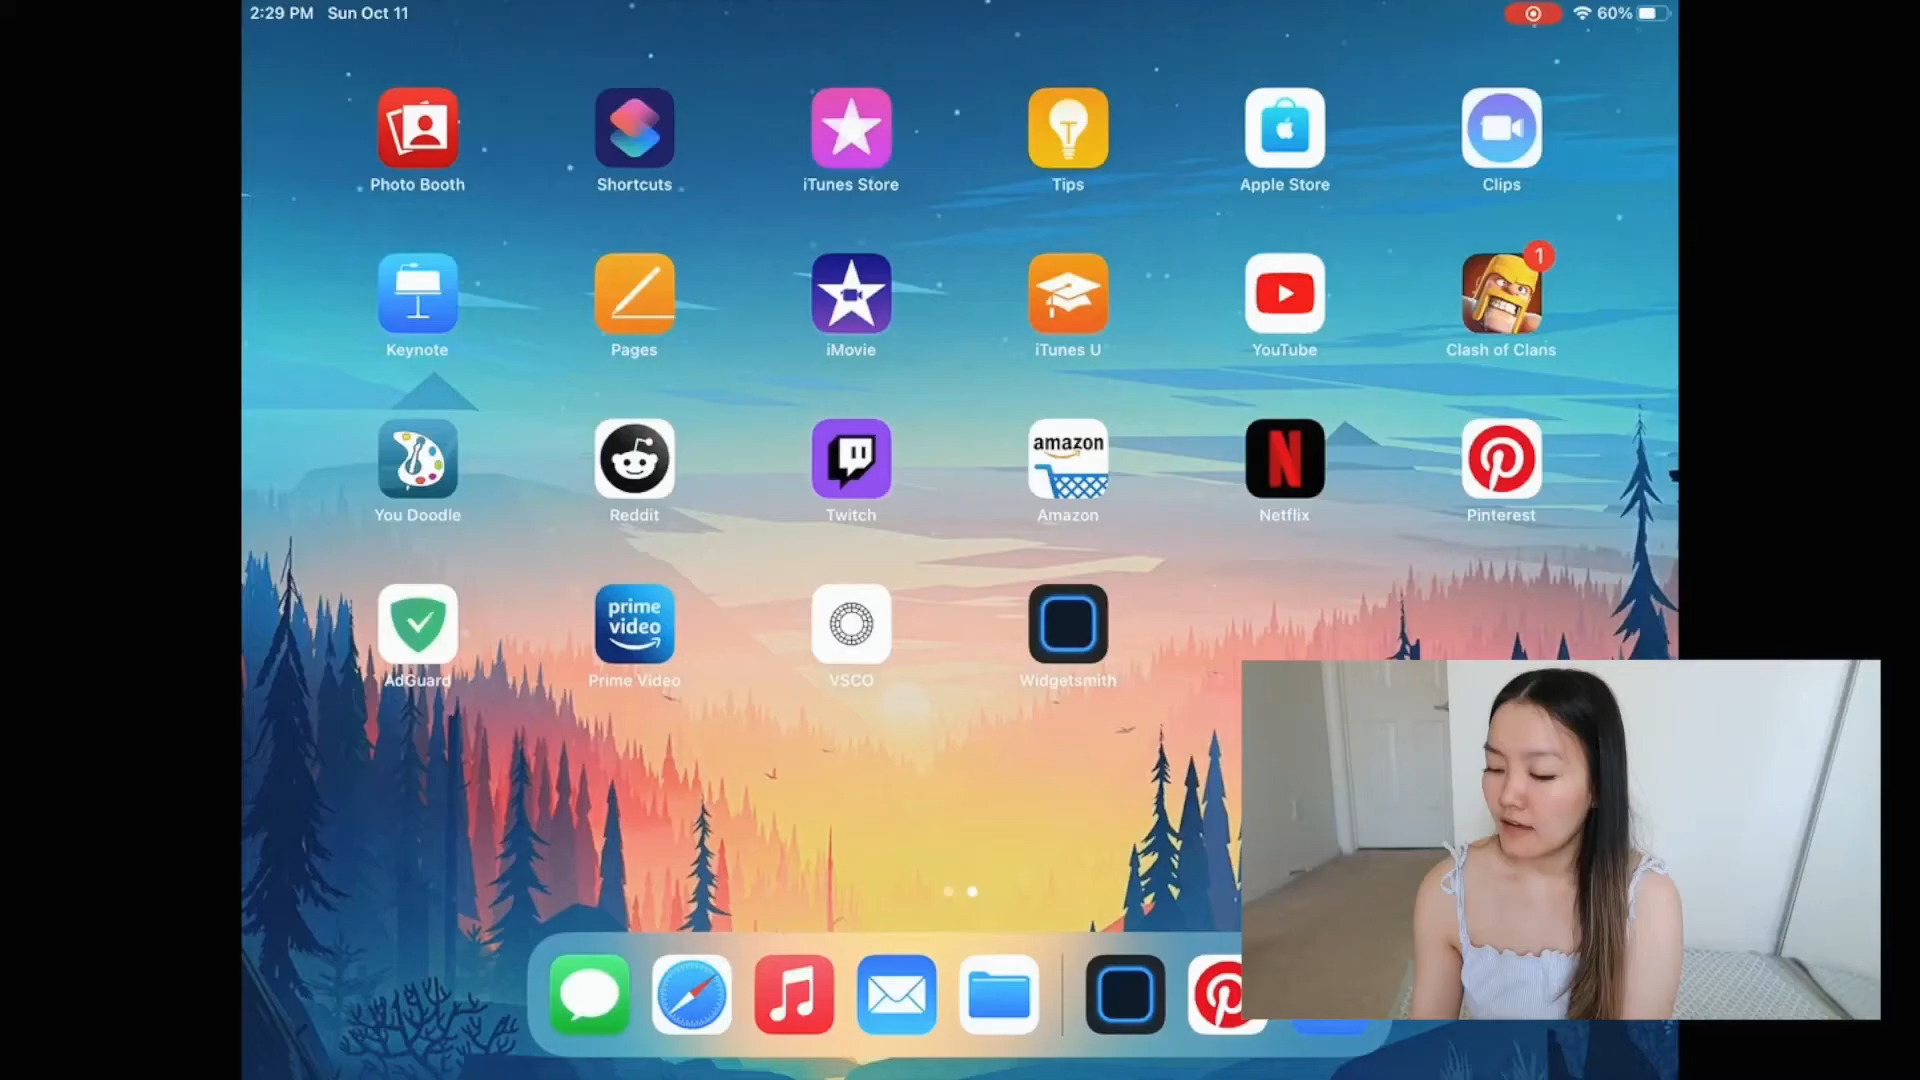 2:29 PM Sun Oct 11 60%
Photo Booth Shortcuts iTunes Store Tips Apple Store Clips
1
Keynote Pages iMovie iTunes U YouTube Clash of Clans
amazon
You Doodle Reddit Twitch Amazon Netflix Pinterest
prime
video
AdGuard Prime Video VSCO Widgetsmith